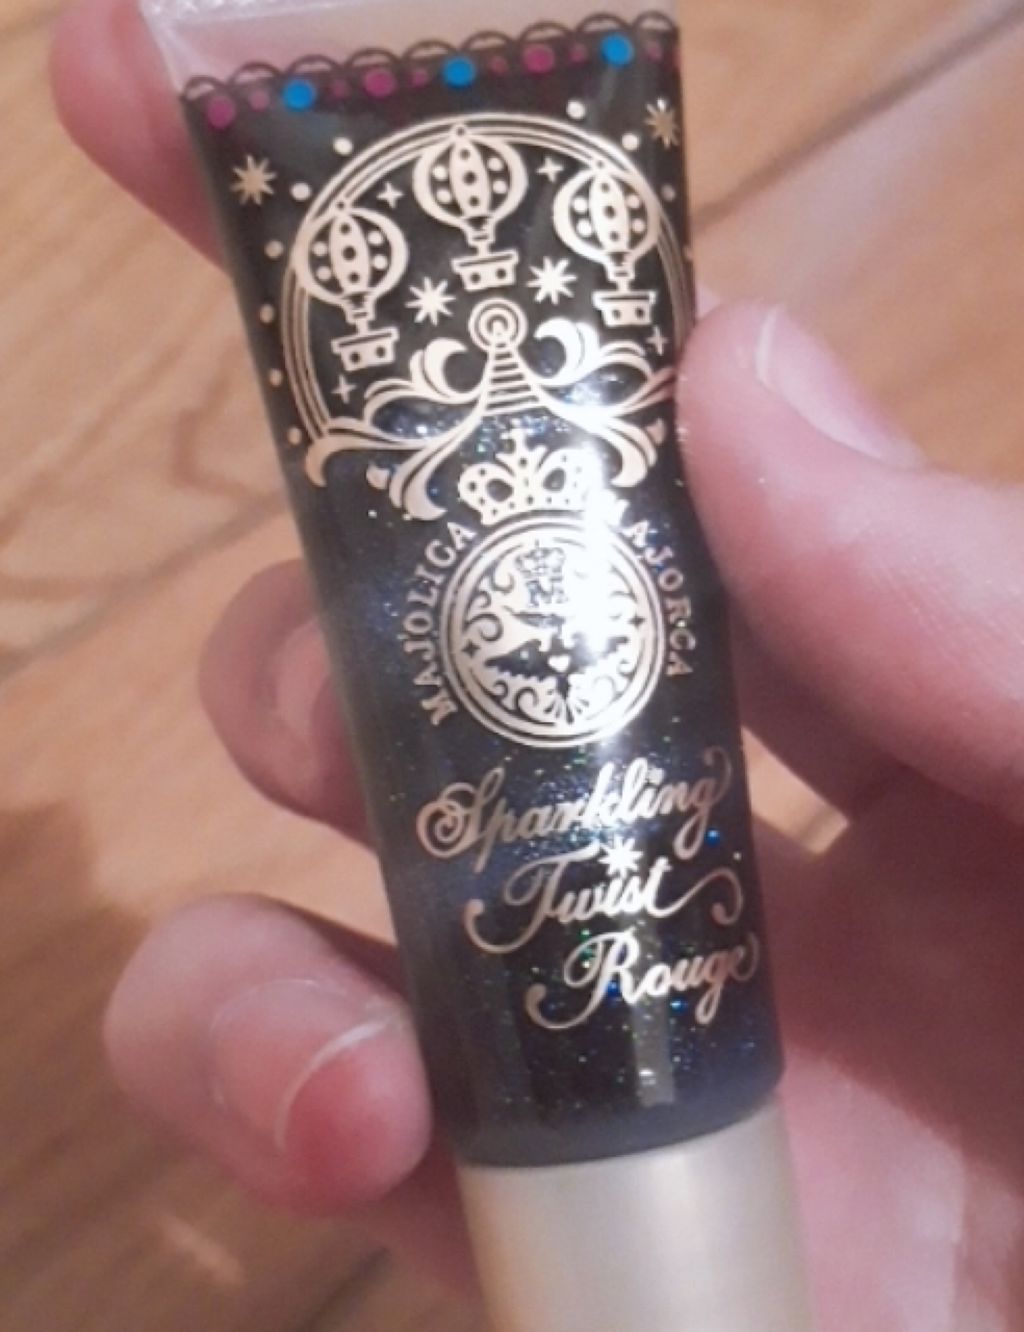 MAJOLICA MAJORCA
M
Sparkling
Twist
Rouge